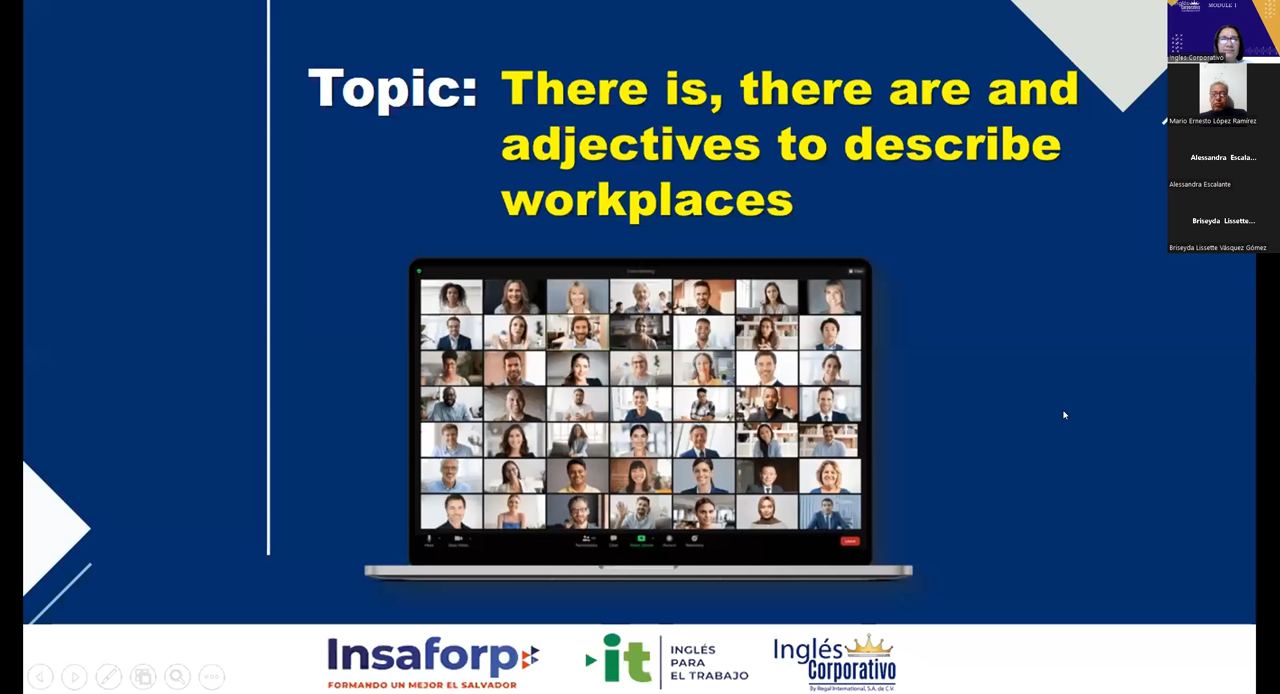 Topic: There is, there are and
adjectives to describe
workplaces
MODULE 1
Inglés Corporativo
Mario Ernesto López Ramírez
Alessandra Escala...
Alessandra Escalante
Briseyda Lissette...
Briseyda Lissette Vásquez Gómez
Insaforp
FORMANDO UN MEJOR EL SALVADOR
it
INGLÉS
PARA
EL TRABAJO
Inglés
Corporativo
By Regal International, S.A. de C.V.